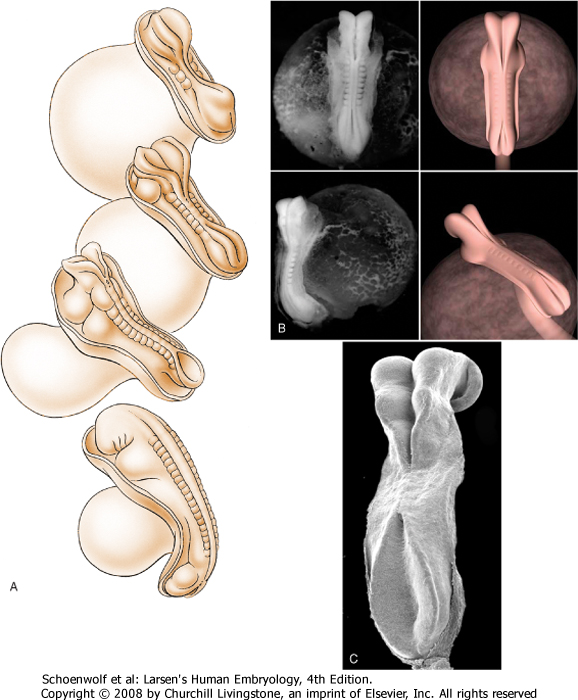 B
A
C
Schoenwolf et al: Larsen's Human Embryology, 4th Edition.
Copyright © 2008 by Churchill Livingstone, an imprint of Elsevier, Inc. All rights reserved